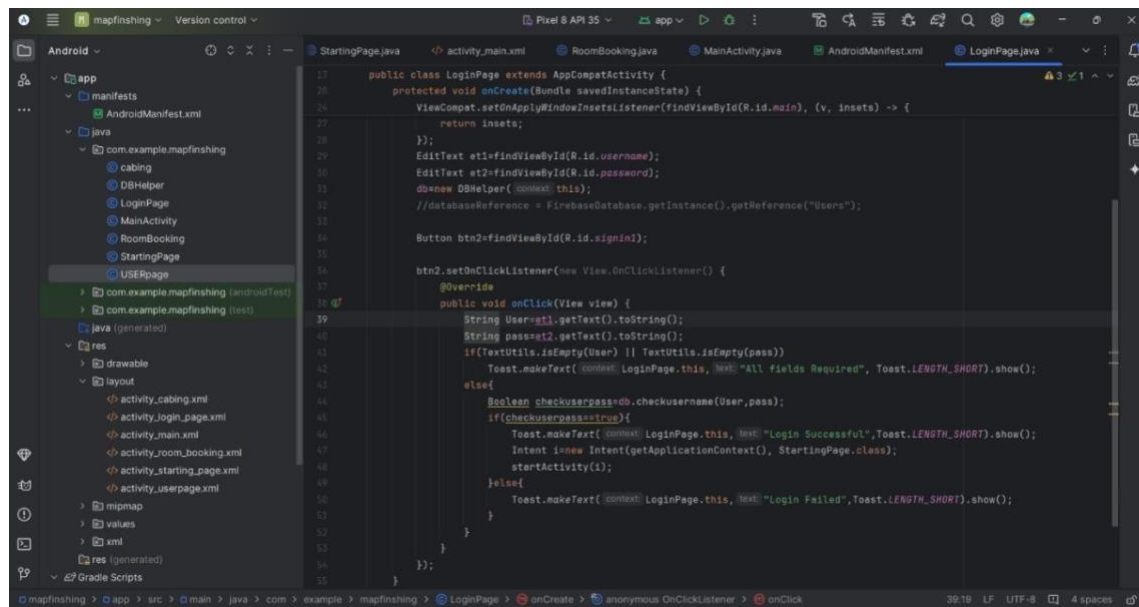 mapfinshing Version control Pixel 8 API 35 app
Android
StartingPage.java activity_main.xml RoomBooking.java MainActivity.java AndroidManifest.xml LoginPage.java
app
manifests
AndroidManifest.xml
java
com.example.mapfinshing
cabing
DBHelper
LoginPage
MainActivity
RoomBooking
StartingPage
USERpage
com.example.mapfinshing (androidTest)
com.example.mapfinshing (test)
java (generated)
res
drawable
layout
activity_cabing.xml
activity_login_page.xml
activity_main.xml
activity_room_booking.xml
activity_starting_page.xml
activity_userpage.xml
mipmap
values
xml
res (generated)
Gradle Scripts
3 1
17 public class LoginPage extends AppCompatActivity {
20 protected void onCreate(Bundle savedInstanceState) {
24 ViewCompat.setOnApplyWindowInsetsListener(findViewById(R.id.main), (v, insets) -> {
27 return insets;
28 });
29 EditText et1=findViewById(R.id.username);
30 EditText et2=findViewById(R.id.password);
31 db=new DBHelper( context this);
32 //databaseReference = FirebaseDatabase.getInstance().getReference("Users");
33
34 Button btn2=findViewById(R.id.signin1);
35
36 btn2.setOnClickListener(new View.OnClickListener() {
37 @Override
38 public void onClick(View view) {
39 String User=et1.getText().toString();
40 String pass=et2.getText().toString();
41 if(TextUtils.isEmpty(User) || TextUtils.isEmpty(pass))
42 Toast.makeText( context LoginPage.this, text "All fields Required", Toast.LENGTH_SHORT).show();
43 else{
44 Boolean checkuserpass=db.checkusername(User,pass);
45 if(checkuserpass==true){
46 Toast.makeText( context LoginPage.this, text "Login Successful",Toast.LENGTH_SHORT).show();
47 Intent i=new Intent(getApplicationContext(), StartingPage.class);
48 startActivity(i);
49 }else{
50 Toast.makeText( context LoginPage.this, text "Login Failed",Toast.LENGTH_SHORT).show();
51 }
52 }
53 }
54 });
55 }
mapfinshing > app > src > main > java > com > example > mapfinshing > LoginPage > onCreate > anonymous OnClickListener > onClick 39:19 LF UTF-8 4 spaces